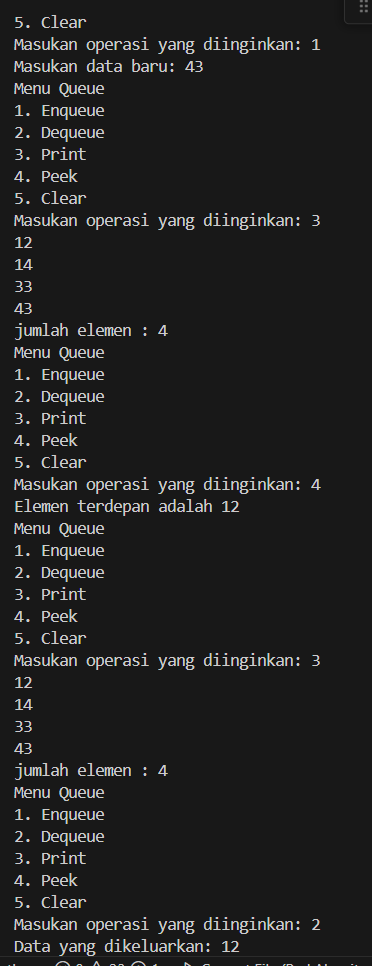 5. Clear
Masukan operasi yang diinginkan: 1
Masukan data baru: 43
Menu Queue
1. Enqueue
2. Dequeue
3. Print
4. Peek
5. Clear
Masukan operasi yang diinginkan: 3
12
14
33
43
jumlah elemen : 4
Menu Queue
1. Enqueue
2. Dequeue
3. Print
4. Peek
5. Clear
Masukan operasi yang diinginkan: 4
Elemen terdepan adalah 12
Menu Queue
1. Enqueue
2. Dequeue
3. Print
4. Peek
5. Clear
Masukan operasi yang diinginkan: 3
12
14
33
43
jumlah elemen : 4
Menu Queue
1. Enqueue
2. Dequeue
3. Print
4. Peek
5. Clear
Masukan operasi yang diinginkan: 2
Data yang dikeluarkan: 12